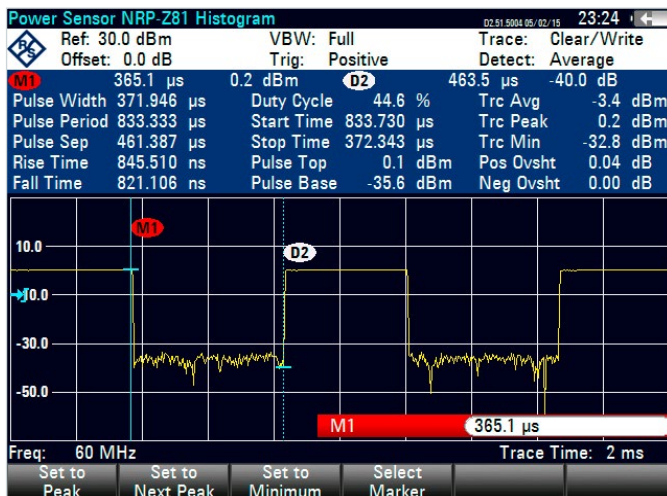 Power Sensor NRP-Z81 Histogram D2.51.5004 05/02/15 23:24
Ref: 30.0 dBm VBW: Full Trace: Clear/Write
Offset: 0.0 dB Trig: Positive Detect: Average
M1 365.1 µs 0.2 dBm D2 463.5 µs -40.0 dB
Pulse Width 371.946 µs Duty Cycle 44.6 % Trc Avg -3.4 dBm
Pulse Period 833.333 µs Start Time 833.730 µs Trc Peak 0.2 dBm
Pulse Sep 461.387 µs Stop Time 372.343 µs Trc Min -32.8 dBm
Rise Time 845.510 ns Pulse Top 0.1 dBm Pos Ovsht 0.04 dB
Fall Time 821.106 ns Pulse Base -35.6 dBm Neg Ovsht 0.00 dB
M1
10.0
D2
10.0
-30.0
-50.0
M1 365.1 µs
Freq: 60 MHz Trace Time: 2 ms
Set to Peak
Set to Next Peak
Set to Minimum
Select Marker